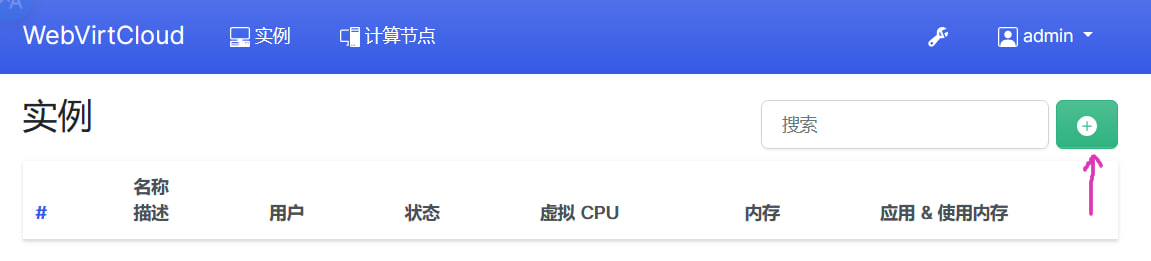 WebVirtCloud 实例 计算节点 admin
实例
搜索
# 名称 描述 用户 状态 虚拟 CPU 内存 应用 & 使用内存